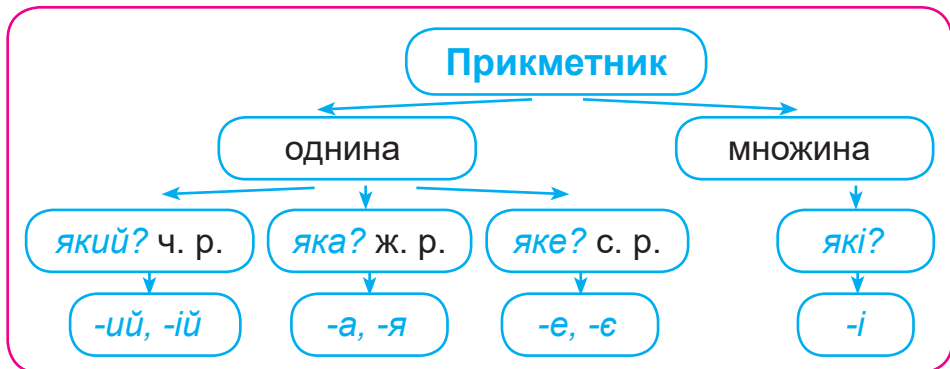 Прикметник
однина множина
який? ч. р. яка? ж. р. яке? с. р. які?
-ий, -ій -а, -я -е, -є -і